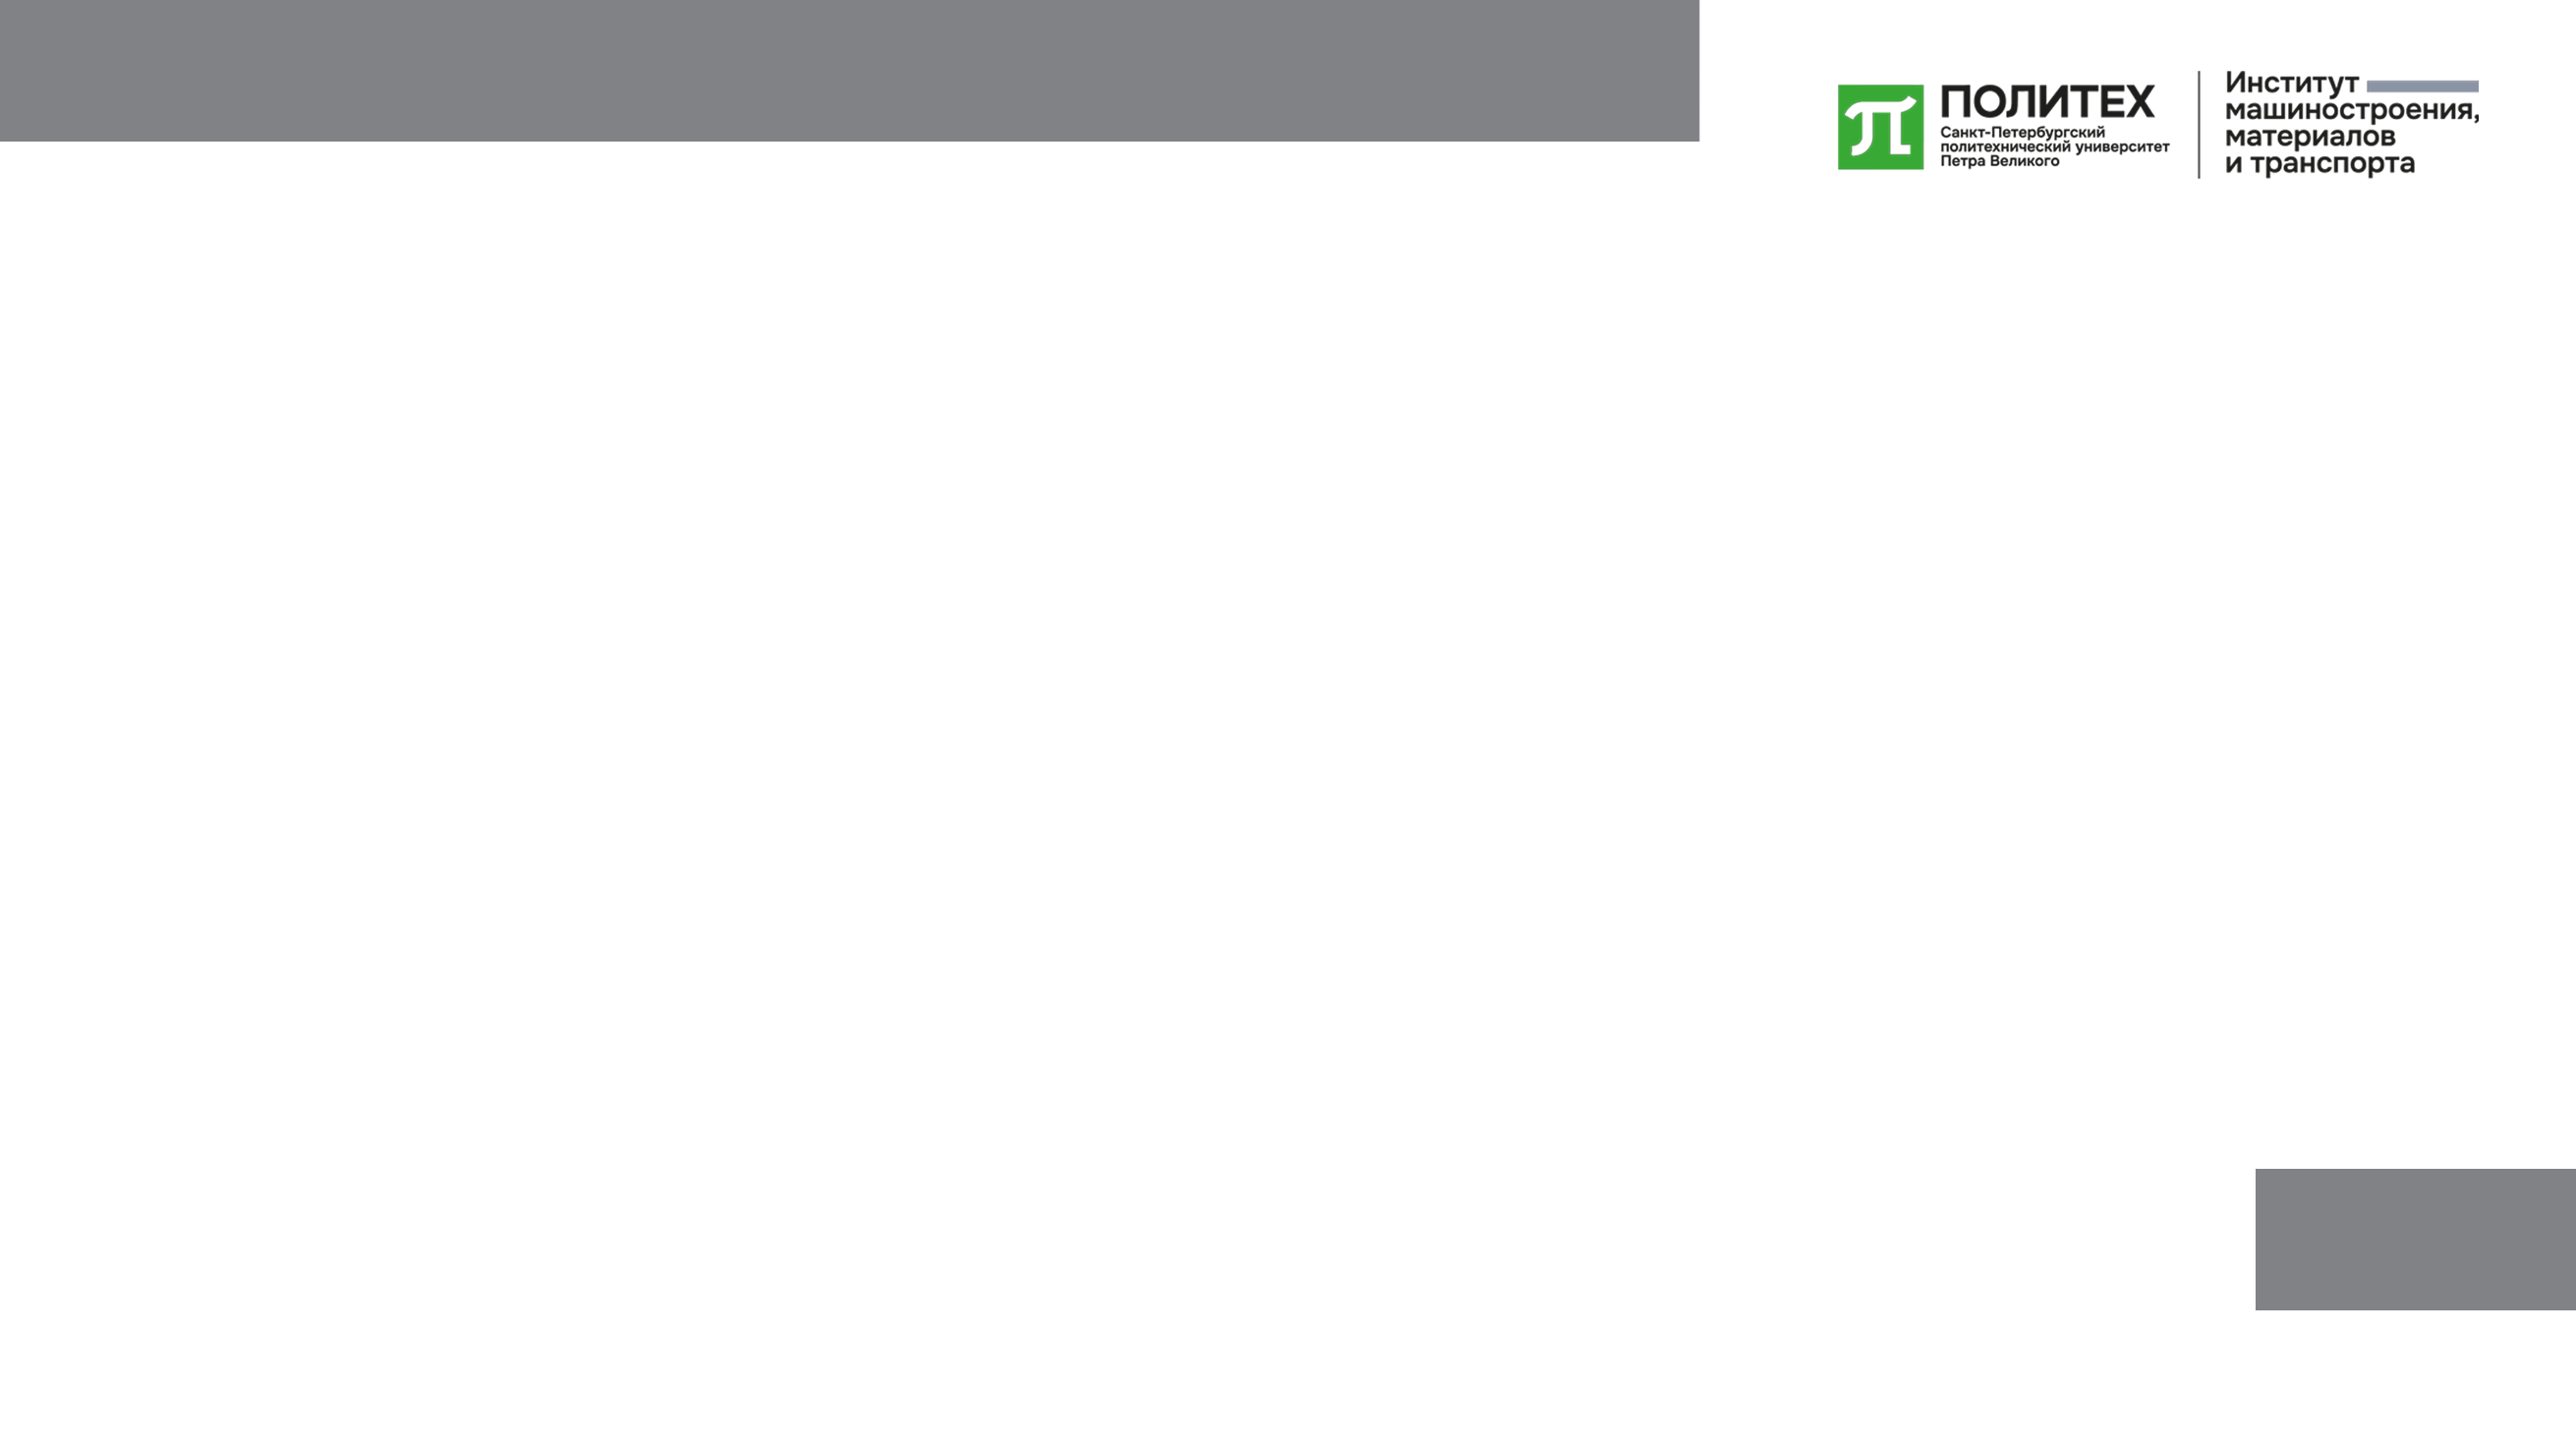 ПОЛИТЕХ
Санкт-Петербургский
политехнический университет
Петра Великого
Институт
машиностроения,
материалов
и транспорта